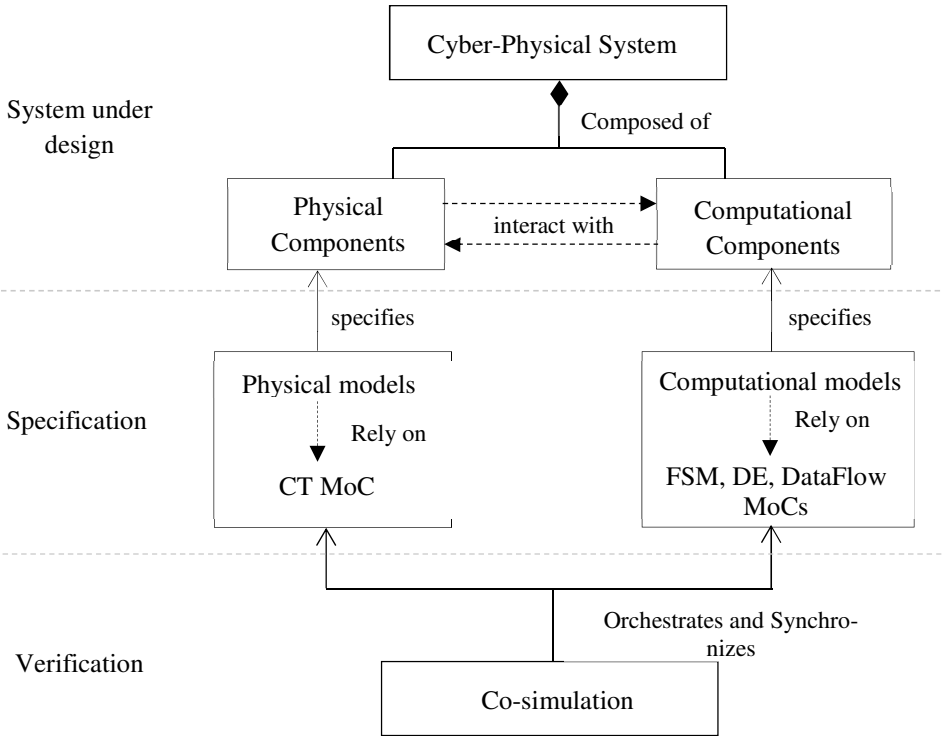 Cyber-Physical System
System under
design
Composed of
Physical
Components
interact with
Computational
Components
specifies
specifies
Specification
Physical models
Rely on
CT MoC
Computational models
Rely on
FSM, DE, DataFlow
MoCs
Verification
Orchestrates and Synchro-
nizes
Co-simulation